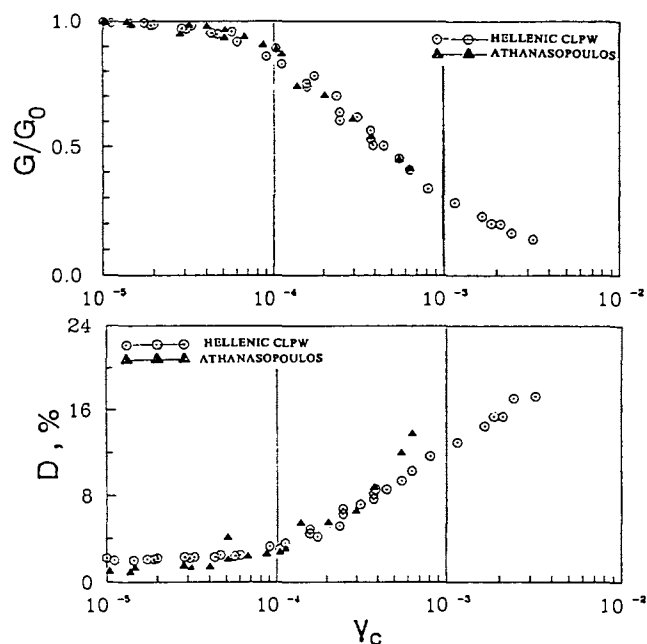 1.0
HELLENIC CLPW
ATHANASOPOULOS
G/G0
0.5
0.0
10-5
10-4
10-3
10-2
24
HELLENIC CLPW
ATHANASOPOULOS
D, %
16
8
0
10-5
10-4
10-3
10-2
γc